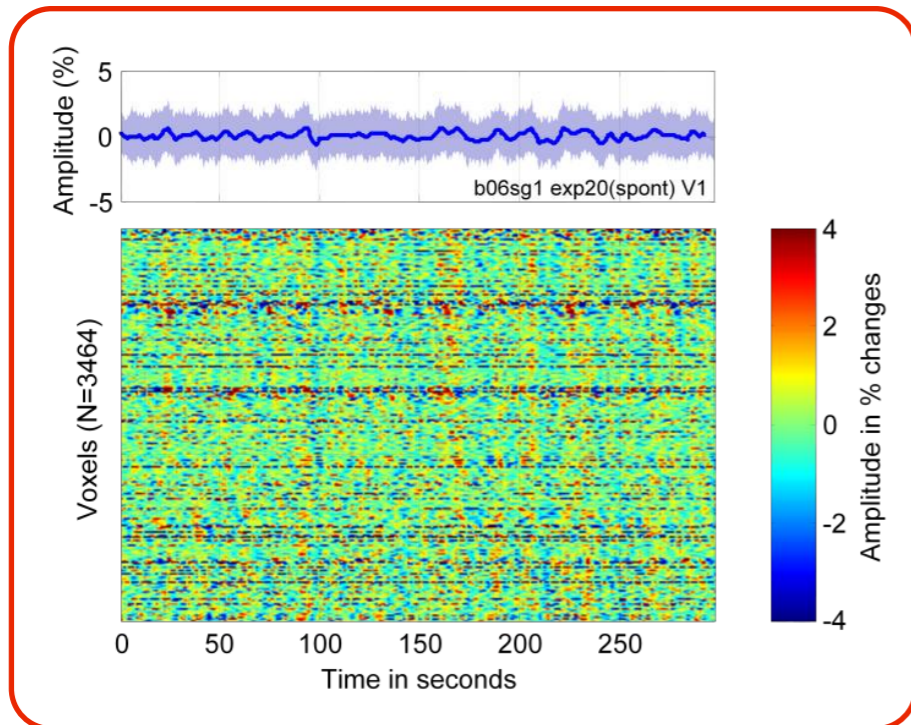 Amplitude (%)
5
0
-5
b06sg1 exp20(spont) V1
Voxels (N=3464)
0 50 100 150 200 250
Time in seconds
4
2
0
-2
-4
Amplitude in % changes